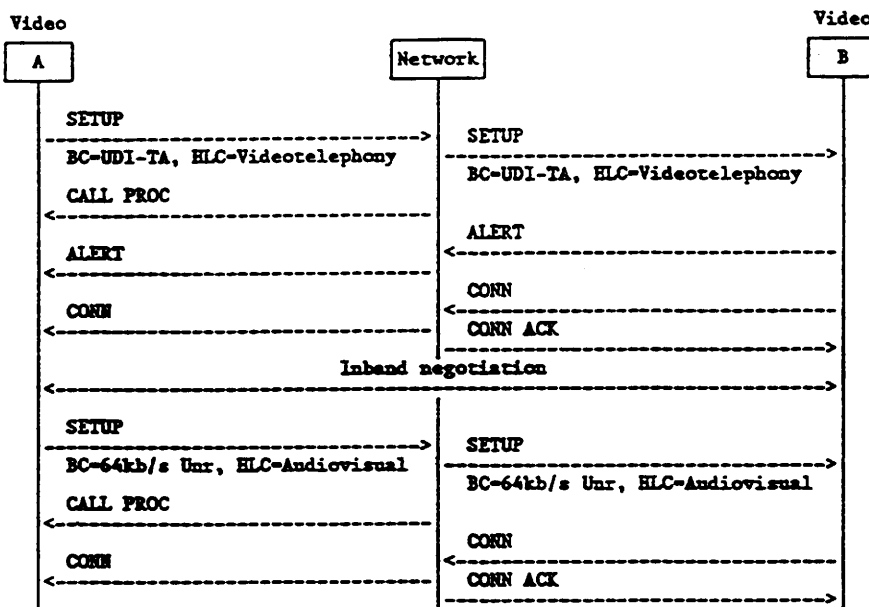 Video
Video
A
Network
B
SETUP
SETUP
BC=UDI-TA, HLC=Videotelephony
BC=UDI-TA, HLC=Videotelephony
CALL PROC
ALERT
ALERT
CONN
CONN
CONN ACK
Inband negotiation
SETUP
SETUP
BC=64kb/s Unr, HLC=Audiovisual
BC=64kb/s Unr, HLC=Audiovisual
CALL PROC
CONN
CONN
CONN ACK